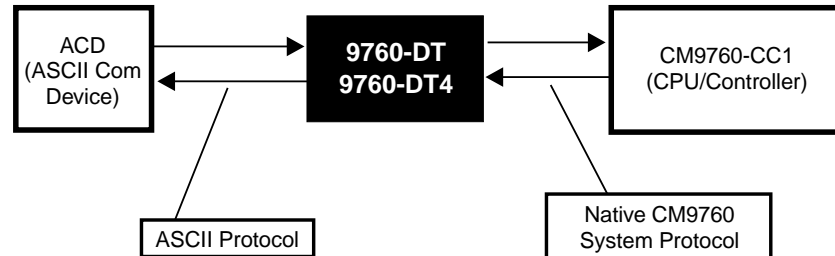 ACD
(ASCII Com
Device)
9760-DT
9760-DT4
CM9760-CC1
(CPU/Controller)
ASCII Protocol
Native CM9760
System Protocol